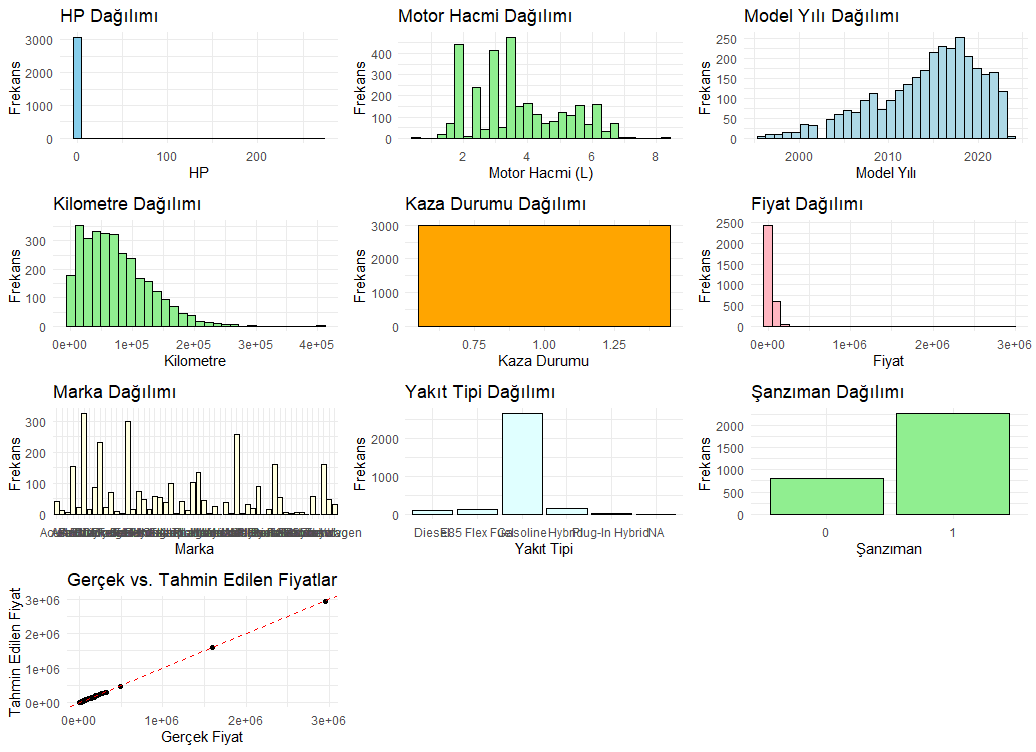 HP Dağılımı
Frekans
3000
2000
1000
0
0 100 200
HP
Motor Hacmi Dağılımı
Frekans
400
300
200
100
0
2 4 6 8
Motor Hacmi (L)
Model Yılı Dağılımı
Frekans
250
200
150
100
50
0
2000 2010 2020
Model Yılı
Kilometre Dağılımı
Frekans
300
200
100
0
0e+00 1e+05 2e+05 3e+05 4e+05
Kilometre
Kaza Durumu Dağılımı
Frekans
3000
2000
1000
0
0.75 1.00 1.25
Kaza Durumu
Fiyat Dağılımı
Frekans
2500
2000
1500
1000
500
0
0e+00 1e+06 2e+06 3e+06
Fiyat
Marka Dağılımı
Frekans
300
200
100
0
Marka
Yakıt Tipi Dağılımı
Frekans
2000
1000
0
Diesel E85 Flex Fuel Gasoline Hybrid Plug-In Hybrid NA
Yakıt Tipi
Şanzıman Dağılımı
Frekans
2000
1500
1000
500
0
0 1
Şanzıman
Gerçek vs. Tahmin Edilen Fiyatlar
Tahmin Edilen Fiyat
3e+06
2e+06
1e+06
0e+00
0e+00 1e+06 2e+06 3e+06
Gerçek Fiyat